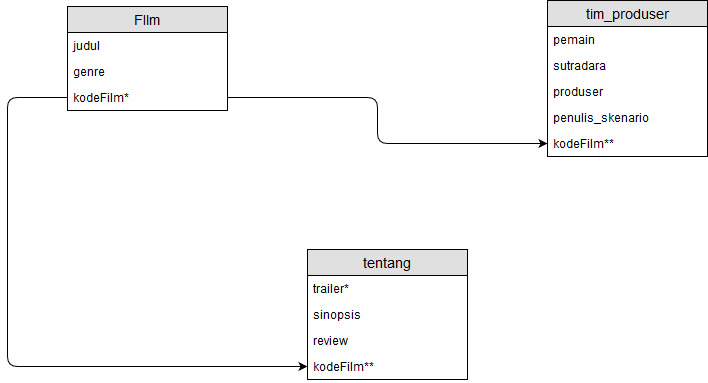 FIlm
judul
genre
kodeFilm*
tim_produser
pemain
sutradara
produser
penulis_skenario
kodeFilm**
tentang
trailer*
sinopsis
review
kodeFilm**